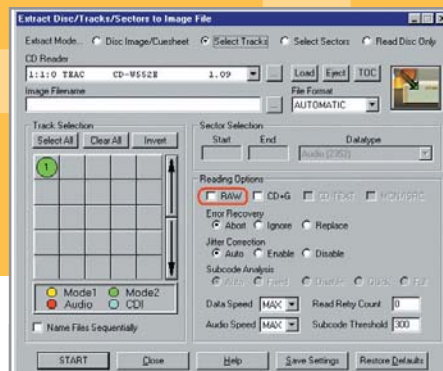 Extract Disc/Tracks/Sectors to Image File
Extract Mode... Disc Image/Cuesheet Select Tracks Select Sectors Read Disc Only
CD Reader
1:1:0 TEAC CD-W552E 1.09 ... Load Eject TOC
Image Filename File Format
... AUTOMATIC
Track Selection Sector Selection
Select All Clear All Invert Start End Datatype
Audio (2352)
1
Reading Options
RAW CD+G CD TEXT MCN/ISRC
Error Recovery
Abort Ignore Replace
Jitter Correction
Auto Enable Disable
Subcode Analysis
Auto Fixed Disable Quick Full
Mode1 Mode2
Audio CDI
Data Speed MAX Read Retry Count 0
Name Files Sequentially
Audio Speed MAX Subcode Threshold 300
START Close Help Save Settings Restore Defaults